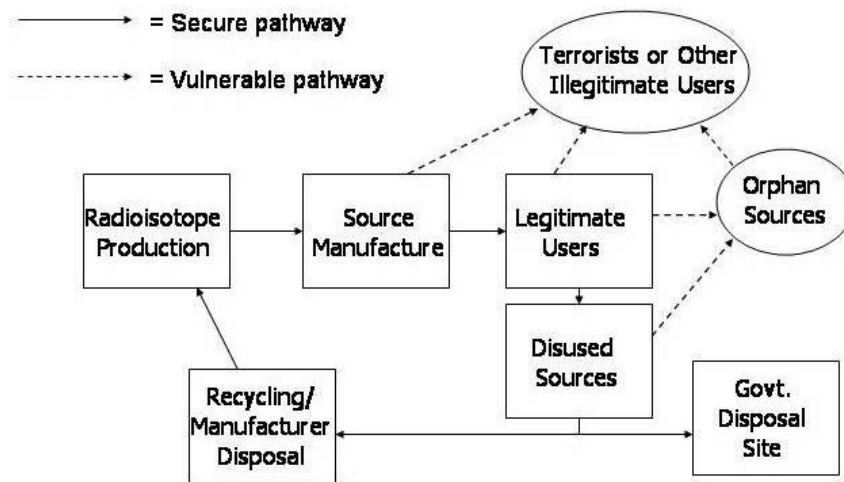 = Secure pathway
= Vulnerable pathway
Terrorists or Other
Illegitimate Users
Radioisotope
Production
Source
Manufacture
Legitimate
Users
Orphan
Sources
Disused
Sources
Recycling/
Manufacturer
Disposal
Govt.
Disposal
Site